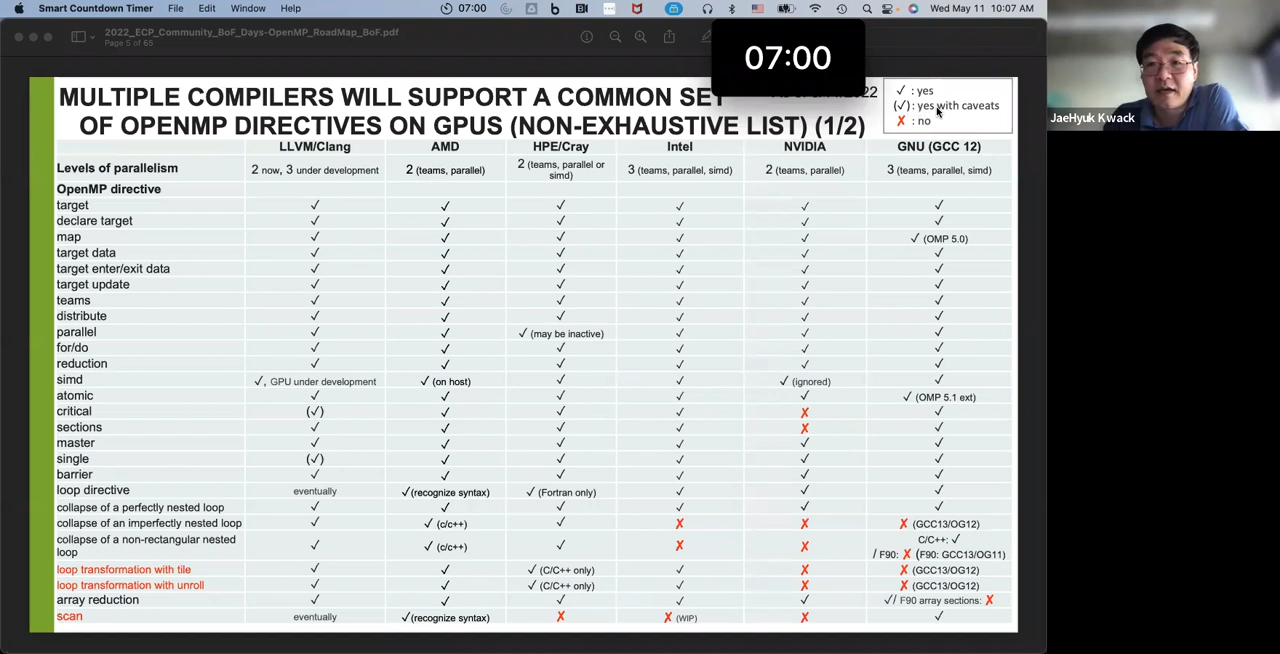 Smart Countdown Timer File Edit Window Help 07:00 Wed May 11 10:07 AM
2022_ECP_Community_BoF_Days-OpenMP_RoadMap_BoF.pdf
Page 5 of 65
07:00
MULTIPLE COMPILERS WILL SUPPORT A COMMON SET 2022
OF OPENMP DIRECTIVES ON GPUS (NON-EXHAUSTIVE LIST) (1/2)
✓ : yes
(✓) : yes with caveats
✗ : no
JaeHyuk Kwack
LLVM/Clang AMD HPE/Cray Intel NVIDIA GNU (GCC 12)
Levels of parallelism 2 now, 3 under development 2 (teams, parallel) 2 (teams, parallel or simd) 3 (teams, parallel, simd) 2 (teams, parallel) 3 (teams, parallel, simd)
OpenMP directive
target ✓ ✓ ✓ ✓ ✓ ✓
declare target ✓ ✓ ✓ ✓ ✓ ✓
map ✓ ✓ ✓ ✓ ✓ ✓ (OMP 5.0)
target data ✓ ✓ ✓ ✓ ✓ ✓
target enter/exit data ✓ ✓ ✓ ✓ ✓ ✓
target update ✓ ✓ ✓ ✓ ✓ ✓
teams ✓ ✓ ✓ ✓ ✓ ✓
distribute ✓ ✓ ✓ ✓ ✓ ✓
parallel ✓ ✓ ✓ (may be inactive) ✓ ✓ ✓
for/do ✓ ✓ ✓ ✓ ✓ ✓
reduction ✓ ✓ ✓ ✓ ✓ ✓
simd ✓, GPU under development ✓ (on host) ✓ ✓ ✓ (ignored) ✓
atomic ✓ ✓ ✓ ✓ ✓ ✓ (OMP 5.1 ext)
critical (✓) ✓ ✓ ✓ ✗ ✓
sections ✓ ✓ ✓ ✓ ✗ ✓
master ✓ ✓ ✓ ✓ ✓ ✓
single (✓) ✓ ✓ ✓ ✓ ✓
barrier ✓ ✓ ✓ ✓ ✓ ✓
loop directive eventually ✓(recognize syntax) ✓ (Fortran only) ✓ ✓ ✓
collapse of a perfectly nested loop ✓ ✓ ✓ ✓ ✓ ✓
collapse of an imperfectly nested loop ✓ ✓ (c/c++) ✓ ✗ ✗ ✗ (GCC13/OG12)
collapse of a non-rectangular nested loop ✓ ✓ (c/c++) ✓ ✗ ✗ C/C++: ✓ / F90: ✗ (F90: GCC13/OG11)
loop transformation with tile ✓ ✓ ✓ (C/C++ only) ✓ ✗ ✗ (GCC13/OG12)
loop transformation with unroll ✓ ✓ ✓ (C/C++ only) ✓ ✗ ✗ (GCC13/OG12)
array reduction ✓ ✓ ✓ ✓ ✓ ✓/ F90 array sections: ✗
scan eventually ✓(recognize syntax) ✗ ✗ (WIP) ✗ ✓